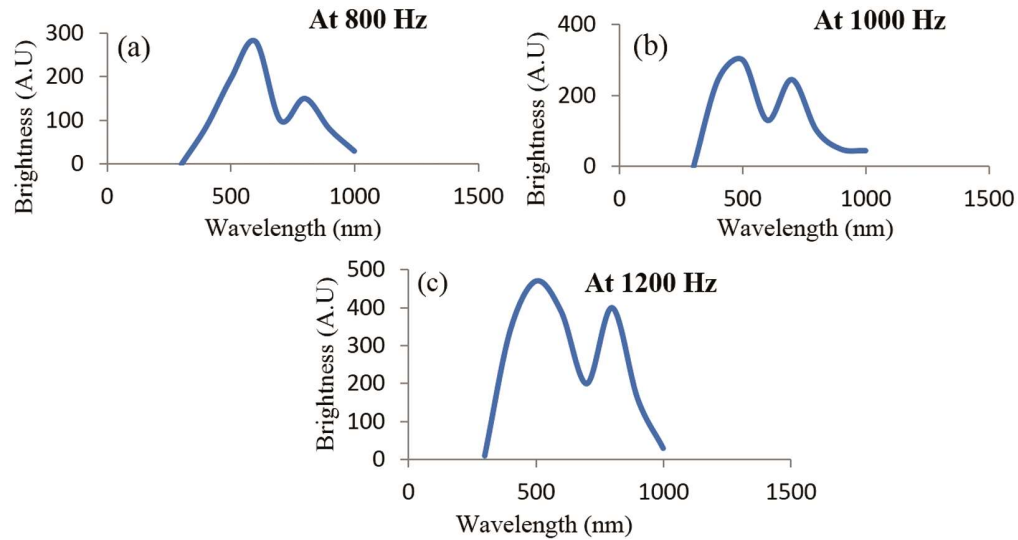 At 800 Hz
(a)
Brightness (A.U)
300
200
100
0
0 500 1000 1500
Wavelength (nm)
At 1000 Hz
(b)
Brightness (A.U)
400
200
0
0 500 1000 1500
Wavelength (nm)
At 1200 Hz
(c)
Brightness (A.U)
500
400
300
200
100
0
0 500 1000 1500
Wavelength (nm)